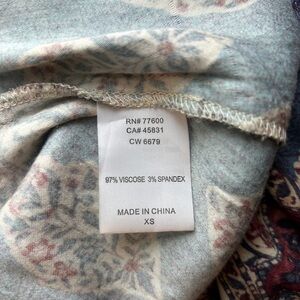 RN# 77600
CA# 45831
CW 6679
97% VISCOSE 3% SPANDEX
MADE IN CHINA
XS